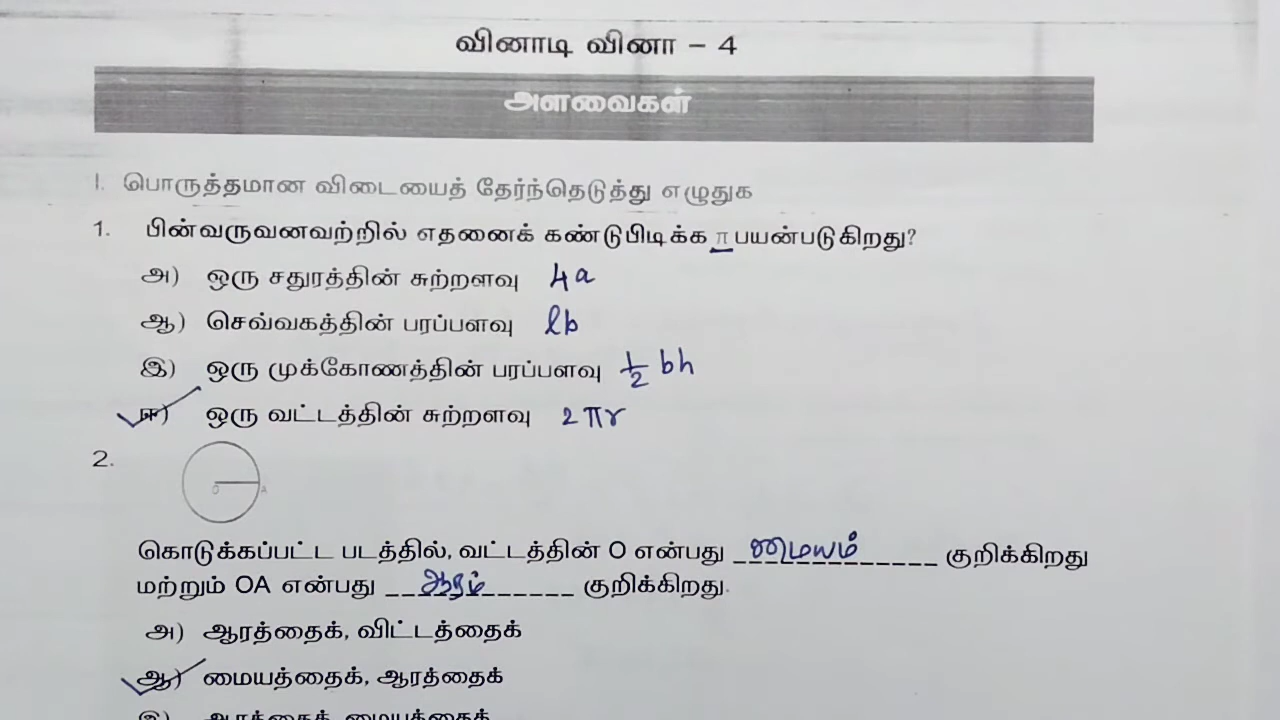 வினாடி வினா – 4
அளவைகள்
I. பொருத்தமான விடையைத் தேர்ந்தெடுத்து எழுதுக
1. பின்வருவனவற்றில் எதனைக் கண்டுபிடிக்க π பயன்படுகிறது?
அ) ஒரு சதுரத்தின் சுற்றளவு 4a
ஆ) செவ்வகத்தின் பரப்பளவு lb
இ) ஒரு முக்கோணத்தின் பரப்பளவு 1/2 bh
ஈ) ஒரு வட்டத்தின் சுற்றளவு 2πr
2.
O A
கொடுக்கப்பட்ட படத்தில், வட்டத்தின் O என்பது மையம் குறிக்கிறது
மற்றும் OA என்பது ஆரம் குறிக்கிறது.
அ) ஆரத்தைக், விட்டத்தைக்
ஆ) மையத்தைக், ஆரத்தைக்
இ) ஆரத்தைக், மையத்தைக்